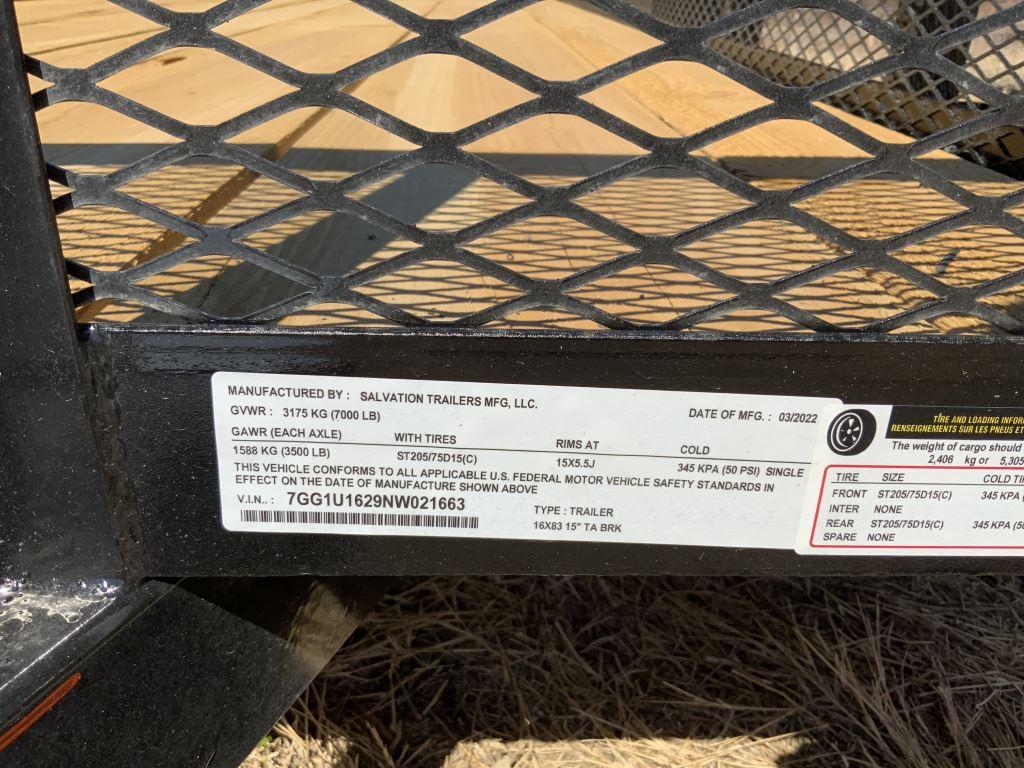 MANUFACTURED BY : SALVATION TRAILERS MFG, LLC.
GVWR : 3175 KG (7000 LB) DATE OF MFG. : 03/2022
GAWR (EACH AXLE) WITH TIRES RIMS AT COLD
1588 KG (3500 LB) ST205/75D15(C) 15X5.5J 345 KPA (50 PSI) SINGLE
THIS VEHICLE CONFORMS TO ALL APPLICABLE U.S. FEDERAL MOTOR VEHICLE SAFETY STANDARDS IN
EFFECT ON THE DATE OF MANUFACTURE SHOWN ABOVE
V.I.N.. : 7GG1U1629NW021663 TYPE : TRAILER
16X83 15" TA BRK
TIRE AND LOADING INFOR
RENSEIGNEMENTS SUR LES PNEUS ET
The weight of cargo should
2,406 kg or 5,305
TIRE SIZE COLD TI
FRONT ST205/75D15(C) 345 KPA (
INTER NONE
REAR ST205/75D15(C) 345 KPA (50
SPARE NONE